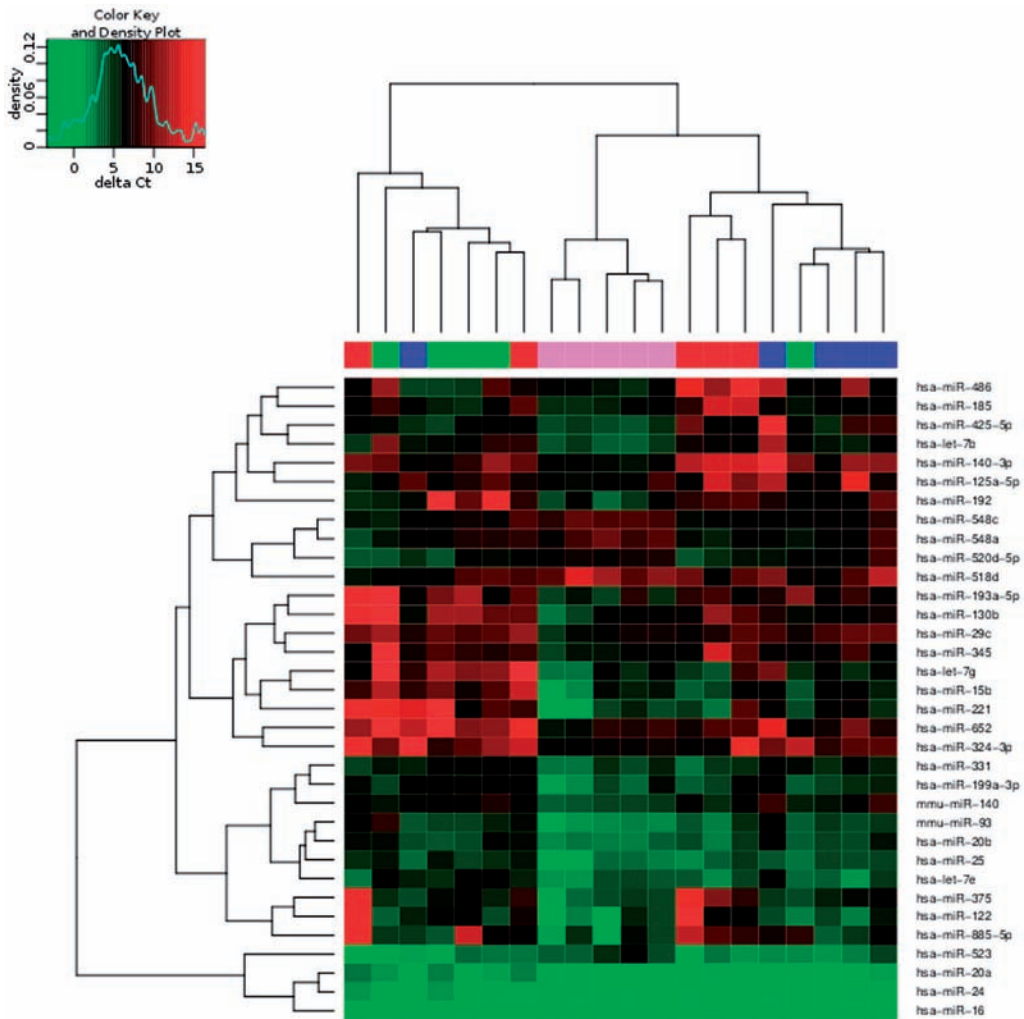 Color Key
and Density Plot
density
0 0.06 0.12
0 5 10 15
delta Ct
hsa-miR-486
hsa-miR-185
hsa-miR-425-5p
hsa-let-7b
hsa-miR-140-3p
hsa-miR-125a-5p
hsa-miR-192
hsa-miR-548c
hsa-miR-548a
hsa-miR-520d-5p
hsa-miR-518d
hsa-miR-193a-5p
hsa-miR-130b
hsa-miR-29c
hsa-miR-345
hsa-let-7g
hsa-miR-15b
hsa-miR-221
hsa-miR-652
hsa-miR-324-3p
hsa-miR-331
hsa-miR-199a-3p
mmu-miR-140
mmu-miR-93
hsa-miR-20b
hsa-miR-25
hsa-let-7e
hsa-miR-375
hsa-miR-122
hsa-miR-885-5p
hsa-miR-523
hsa-miR-20a
hsa-miR-24
hsa-miR-16